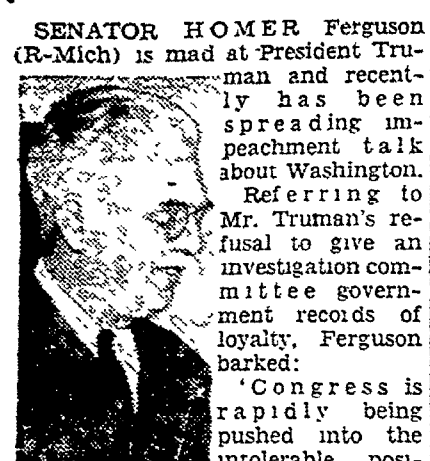 SENATOR HOMER Ferguson
(R-Mich) is mad at President Tru-
man and recent-
ly has been
spreading im-
peachment talk
about Washington.
Referring to
Mr. Truman's re-
fusal to give an
investigation com-
mittee govern-
ment records of
loyalty, Ferguson
barked:
'Congress is
rapidly being
pushed into the
intolerable posi-